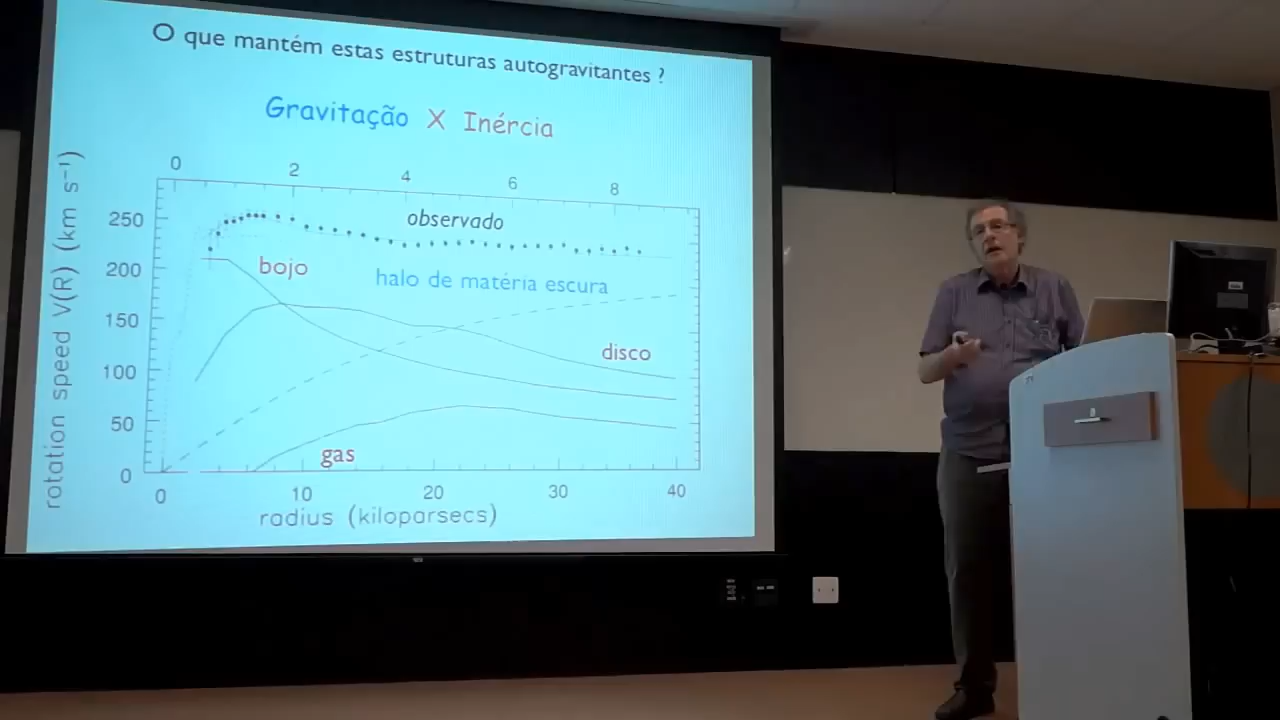 O que mantém estas estruturas autogravitantes ?
Gravitação X Inércia
0 2 4 6 8
rotation speed V(R) (km s⁻¹)
250
200
150
100
50
0
observado
bojo
halo de matéria escura
disco
gas
0 10 20 30 40
radius (kiloparsecs)